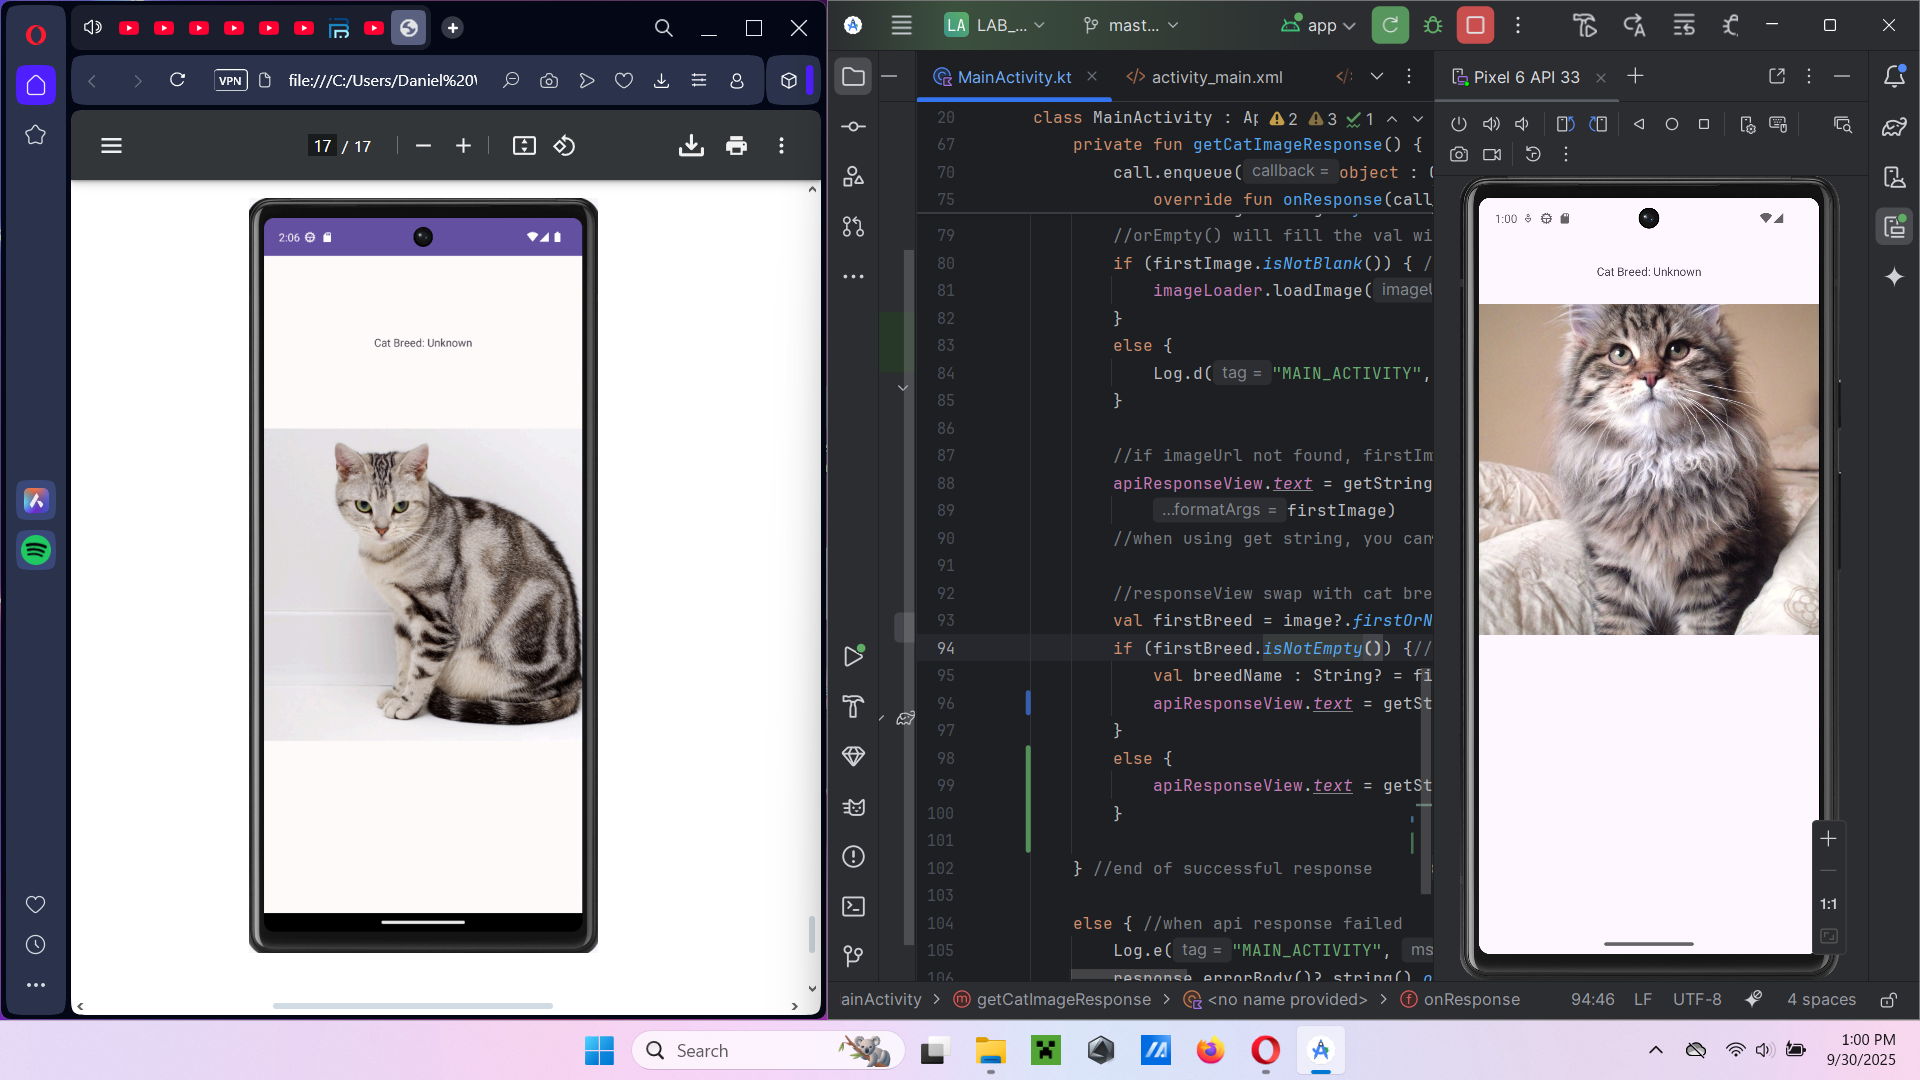 VPN
file:///C:/Users/Daniel%20\
17 / 17
2:06
Cat Breed: Unknown
LA LAB_...
mast...
app
MainActivity.kt
activity_main.xml
Pixel 6 API 33
20 class MainActivity : Ap
2 3 1
67 private fun getCatImageResponse() {
70 call.enqueue( callback = object : C
75 override fun onResponse(call
79 //orEmpty() will fill the val wi
80 if (firstImage.isNotBlank()) { /
81 imageLoader.loadImage( imageU
82 }
83 else {
84 Log.d( tag = "MAIN_ACTIVITY",
85 }
86
87 //if imageUrl not found, firstIm
88 apiResponseView.text = getString
89 ...formatArgs = firstImage)
90 //when using get string, you can
91
92 //responseView swap with cat bre
93 val firstBreed = image?.firstOrN
94 if (firstBreed.isNotEmpty()) {//
95 val breedName : String? = fi
96 apiResponseView.text = getSt
97 }
98 else {
99 apiResponseView.text = getSt
100 }
101
102 } //end of successful response
103
104 else { //when api response failed
105 Log.e( tag = "MAIN_ACTIVITY", ms
106 response.errorBody()?.string().o
1:00
Cat Breed: Unknown
1:1
ainActivity > getCatImageResponse > <no name provided> > onResponse
94:46 LF UTF-8 4 spaces
Search
1:00 PM
9/30/2025